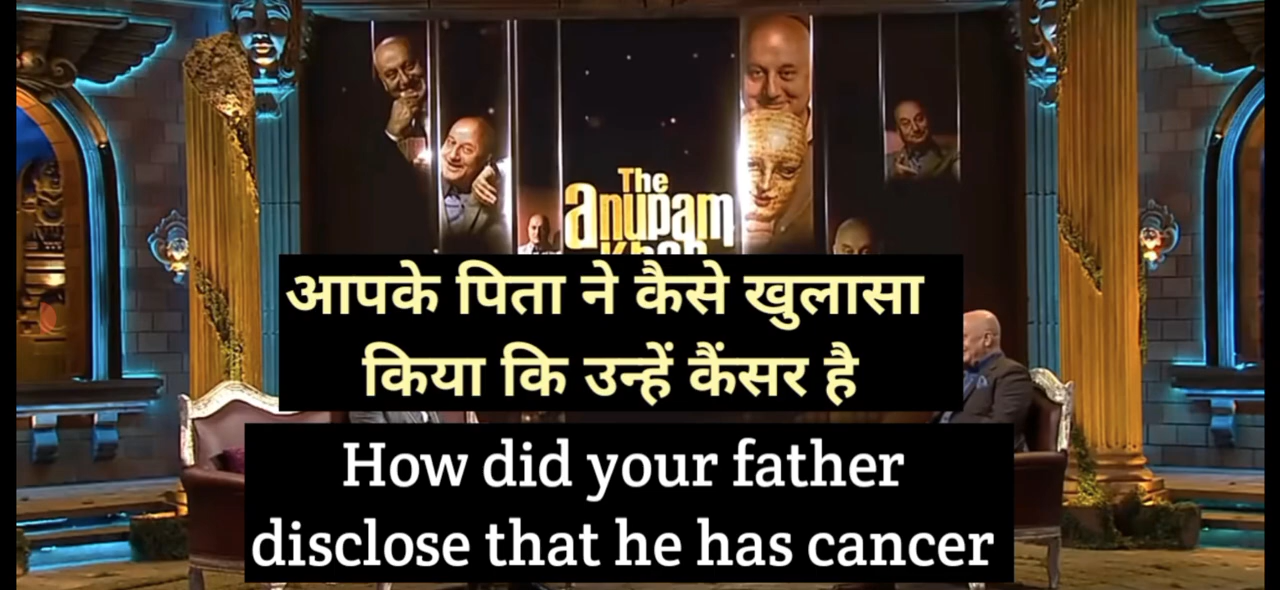 The
anupam
आपके पिता ने कैसे खुलासा
किया कि उन्हें कैंसर है
How did your father
disclose that he has cancer